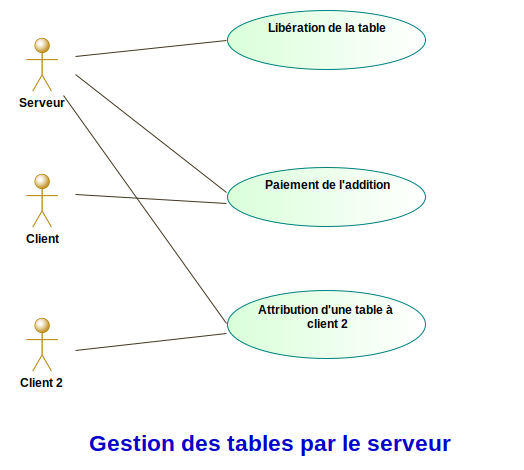 Libération de la table
Serveur
Paiement de l'addition
Client
Attribution d'une table à
client 2
Client 2
Gestion des tables par le serveur